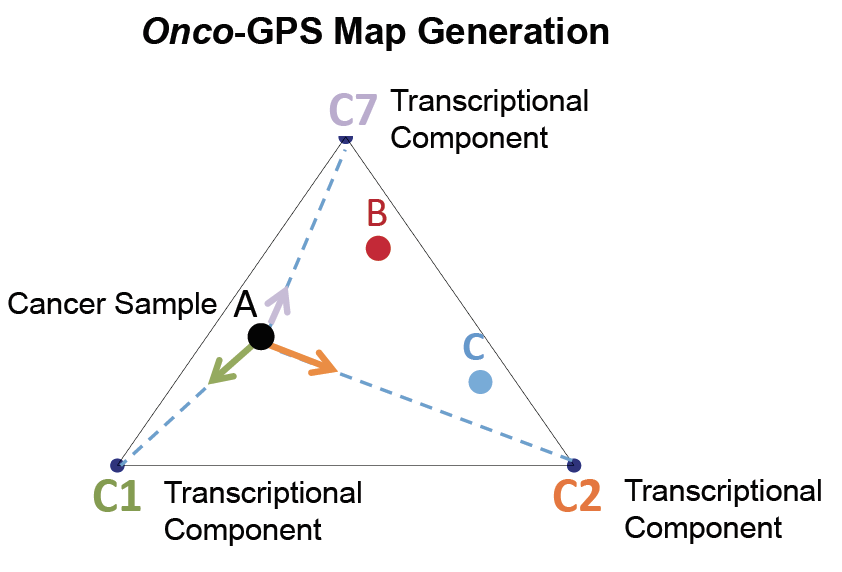 Onco-GPS Map Generation
C7
Transcriptional
Component
B
Cancer Sample
A
C
C1
Transcriptional
Component
C2
Transcriptional
Component